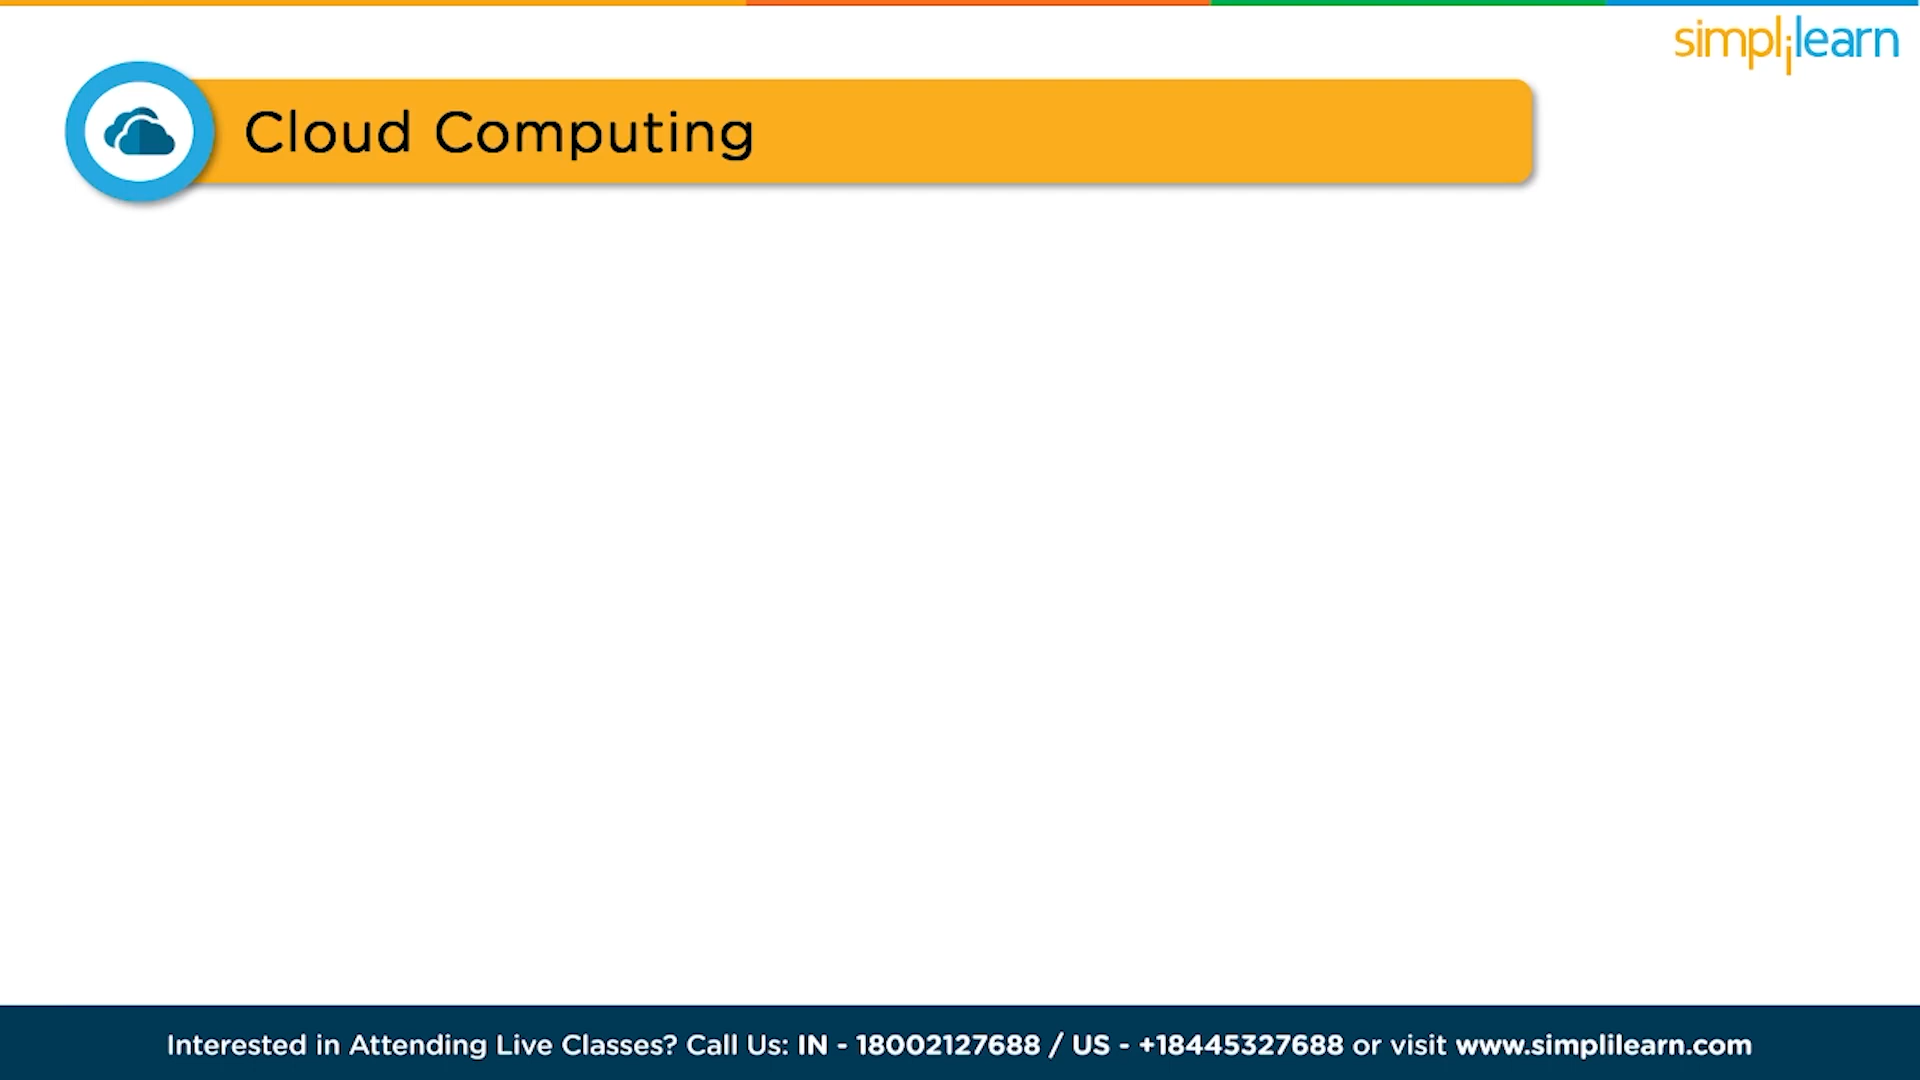 simplilearn
Cloud Computing
Interested in Attending Live Classes? Call Us: IN - 18002127688 / US - +18445327688 or visit www.simplilearn.com